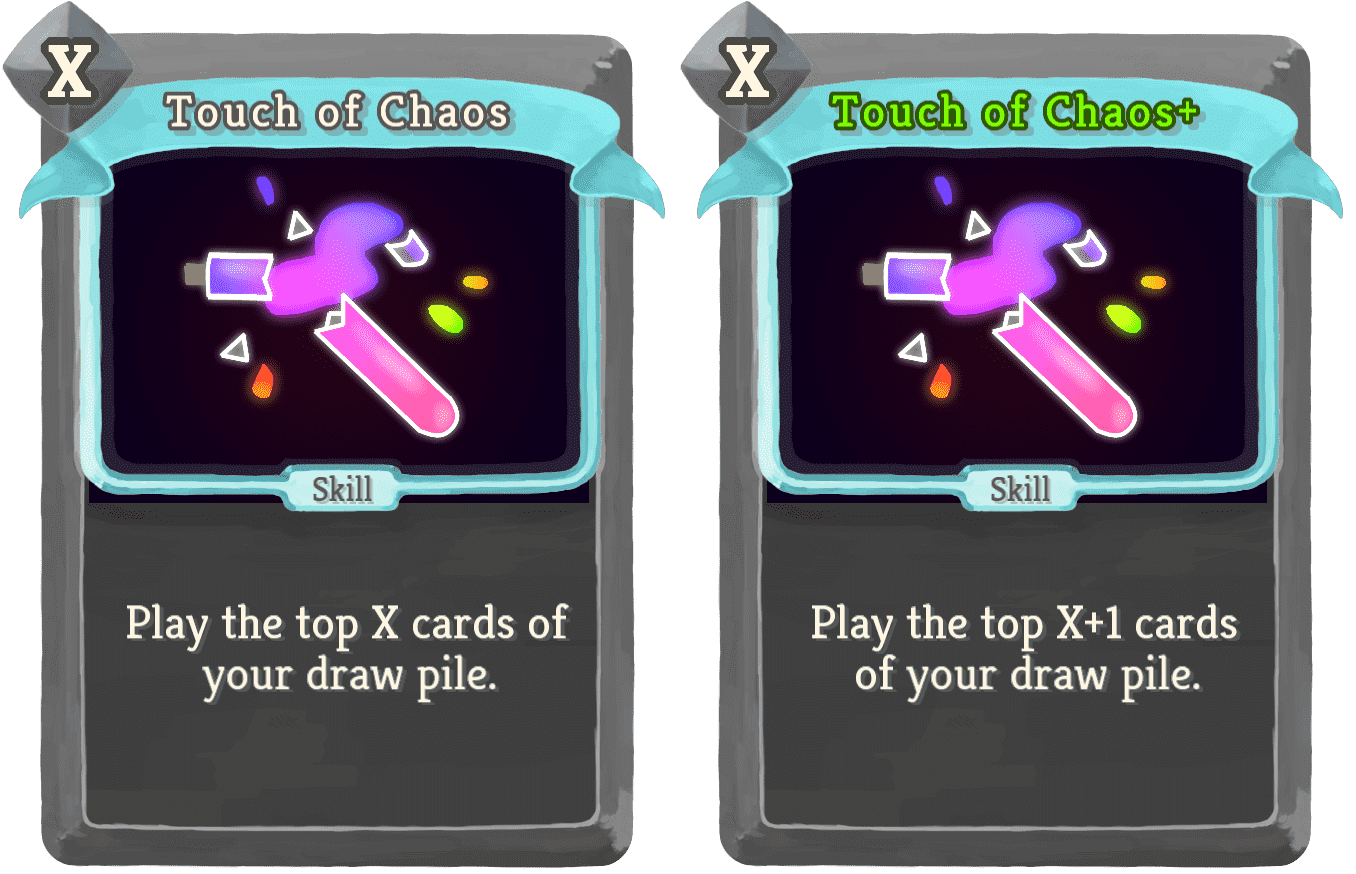 X
Touch of Chaos
Skill
Play the top X cards of
your draw pile.
X
Touch of Chaos+
Skill
Play the top X+1 cards
of your draw pile.